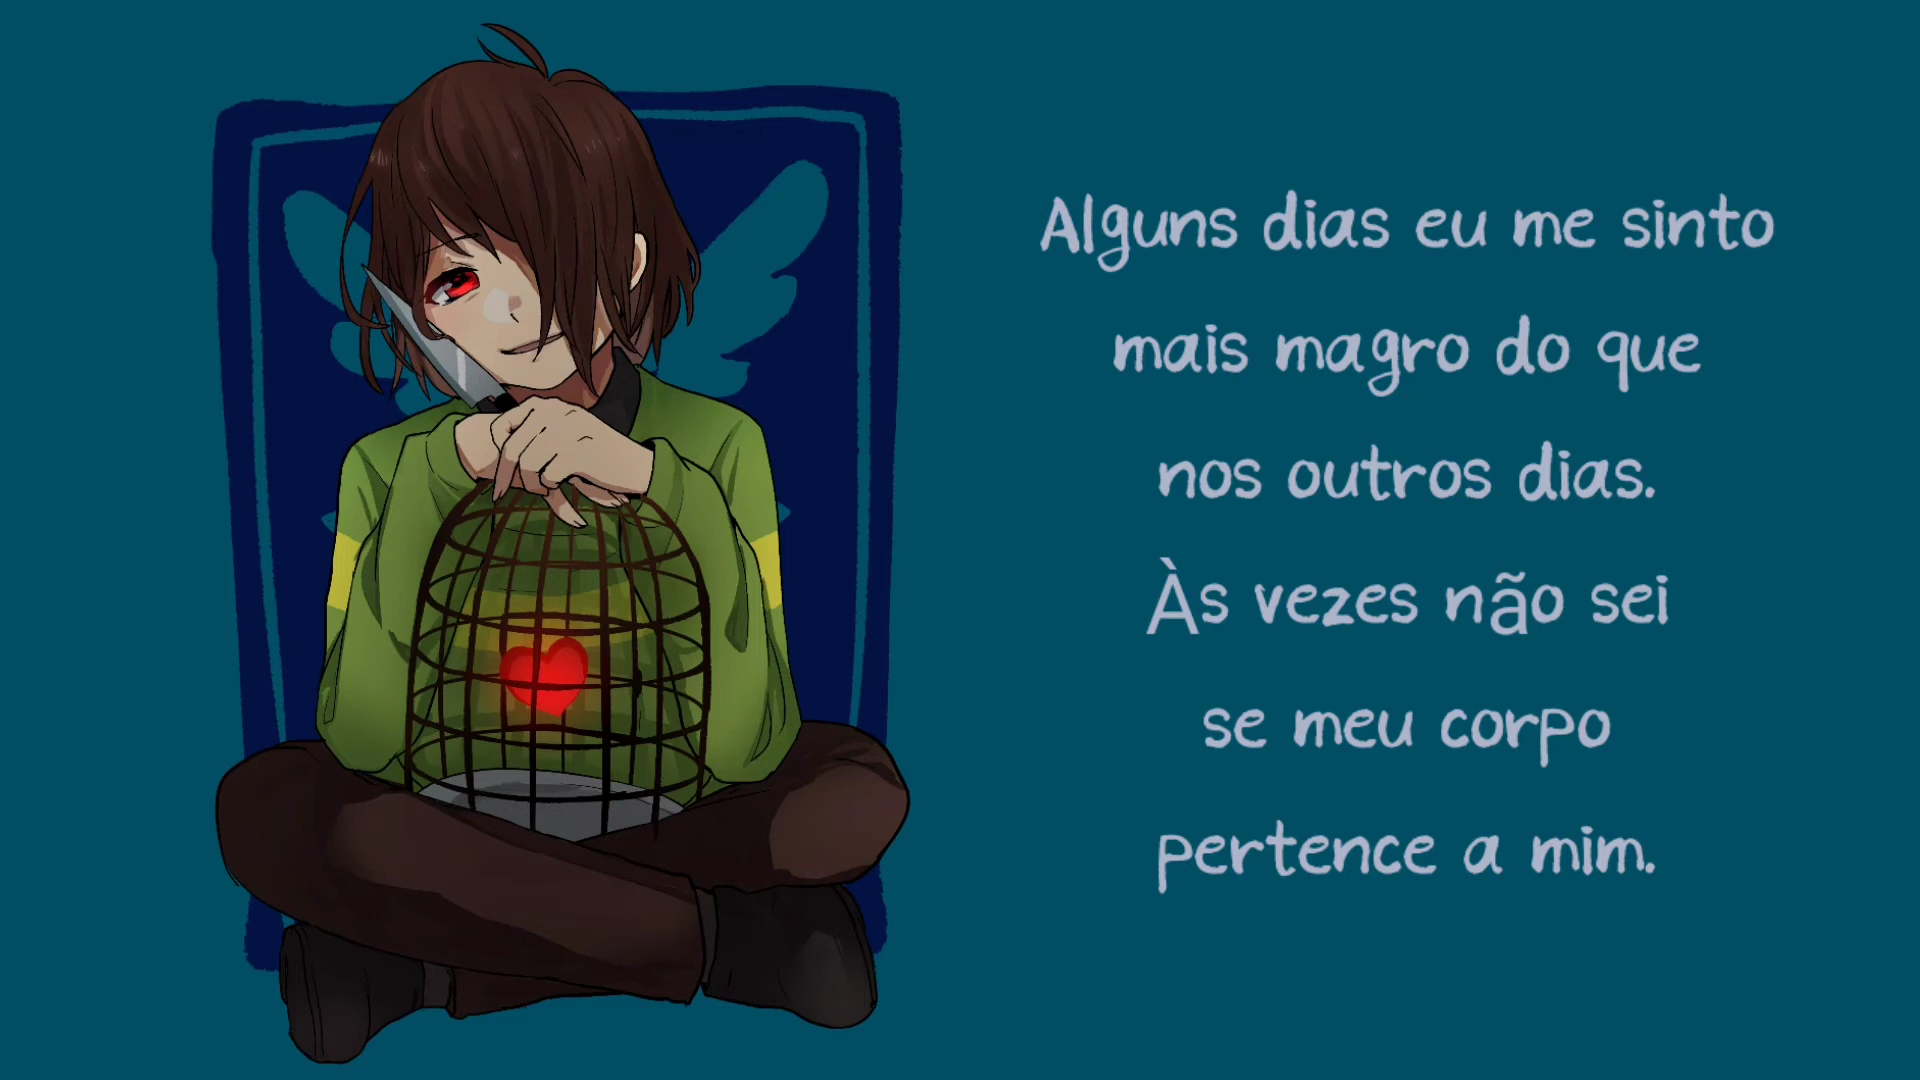 Alguns dias eu me sinto
mais magro do que
nos outros dias.
Às vezes não sei
se meu corpo
pertence a mim.